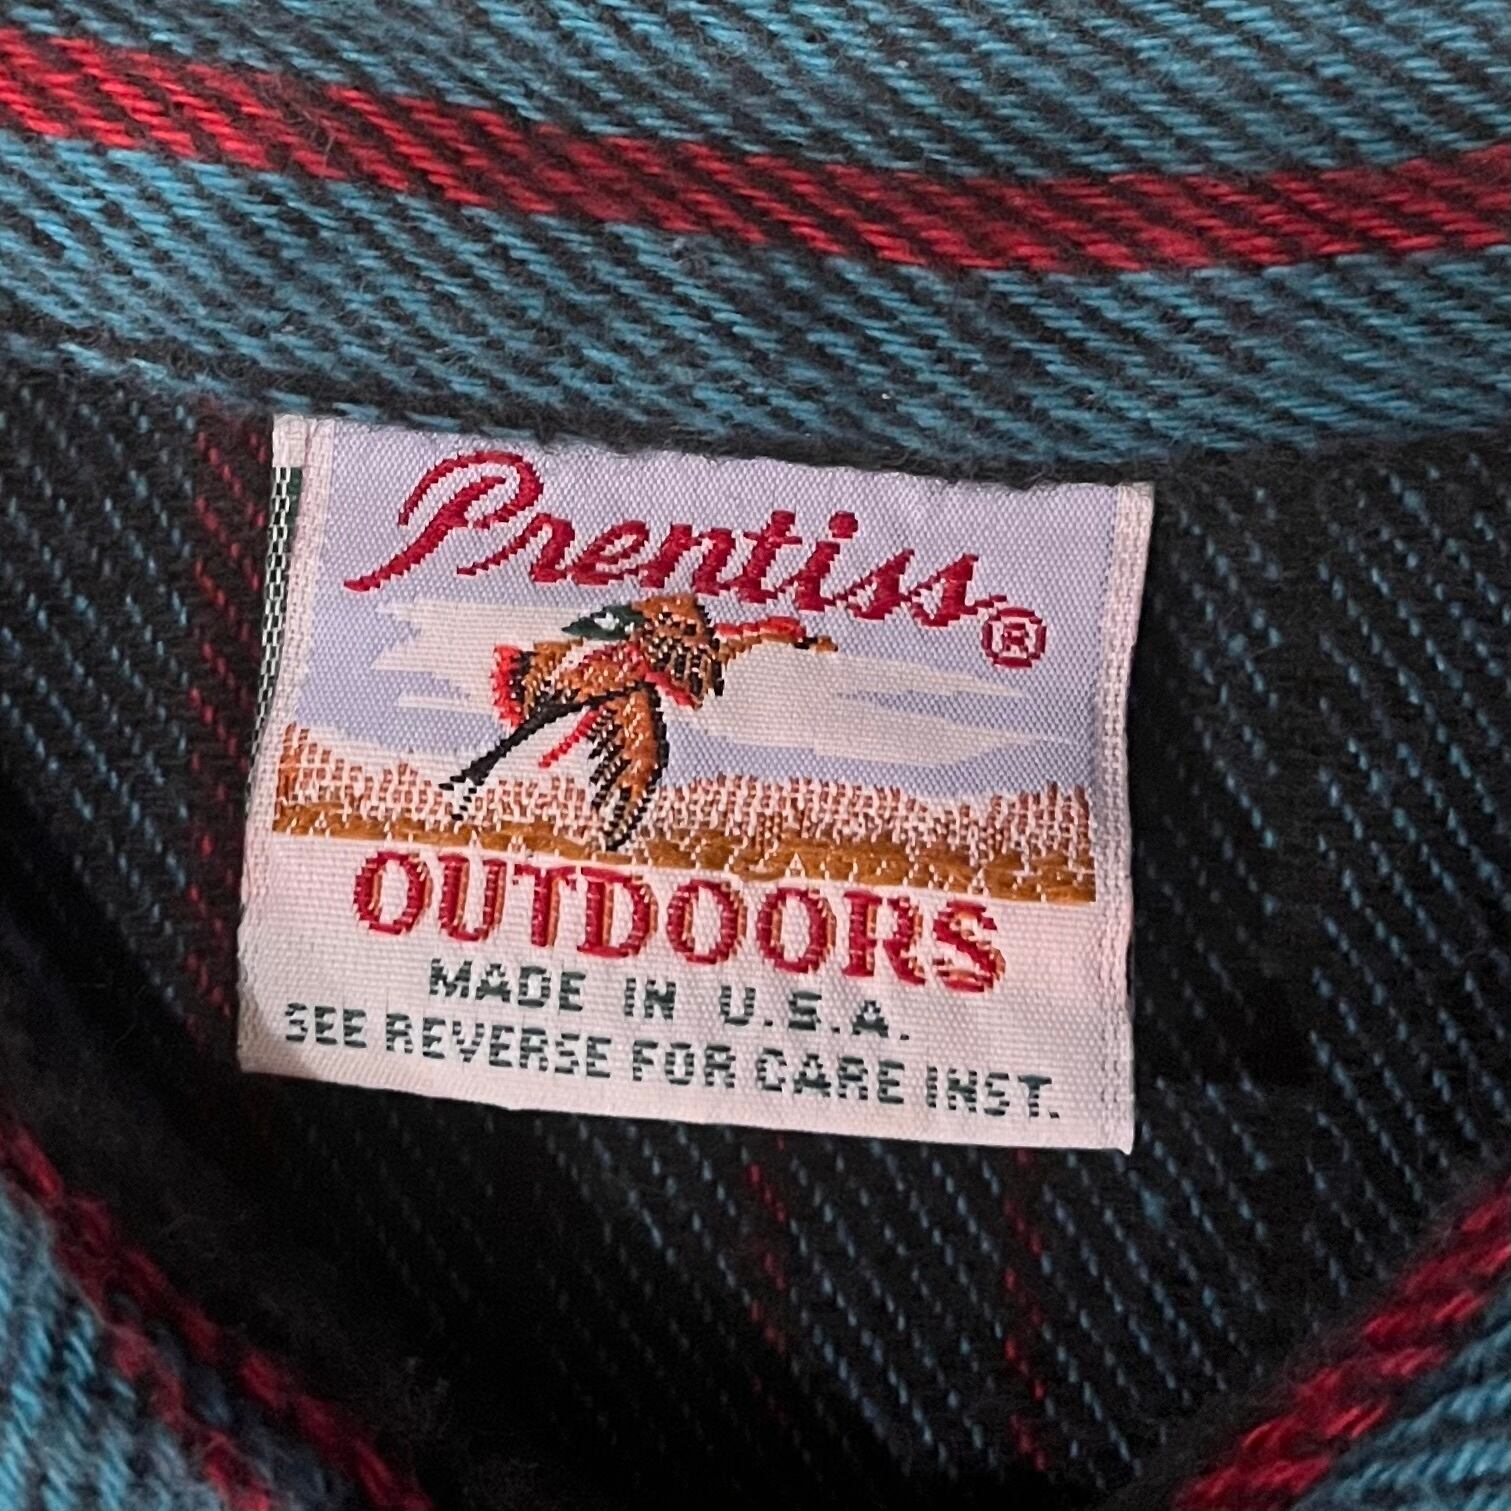 Prentiss®
OUTDOORS
MADE IN U.S.A.
SEE REVERSE FOR CARE INST.